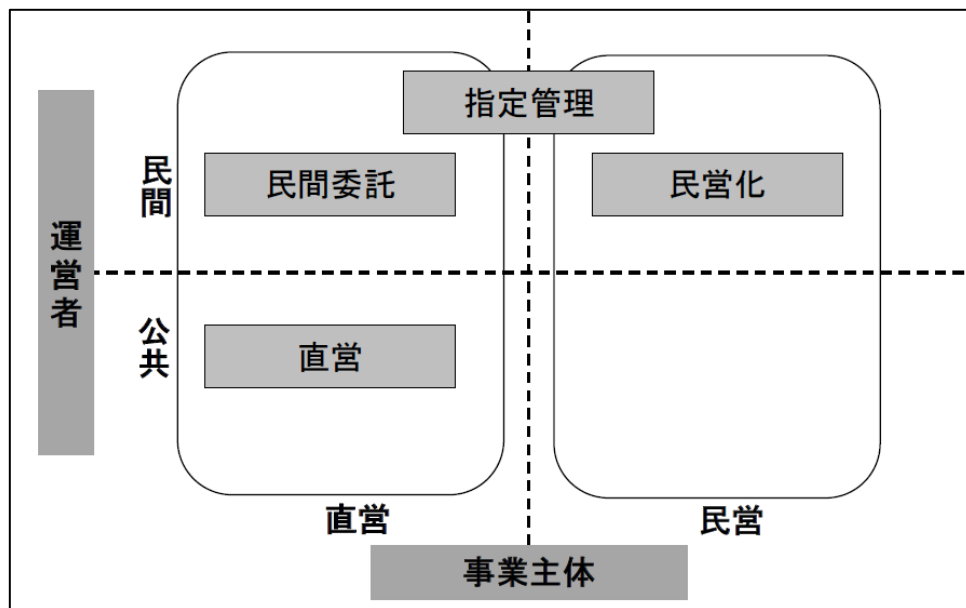 指定管理
民間委託
民営化
民間
運営者
公共
直営
直営
民営
事業主体